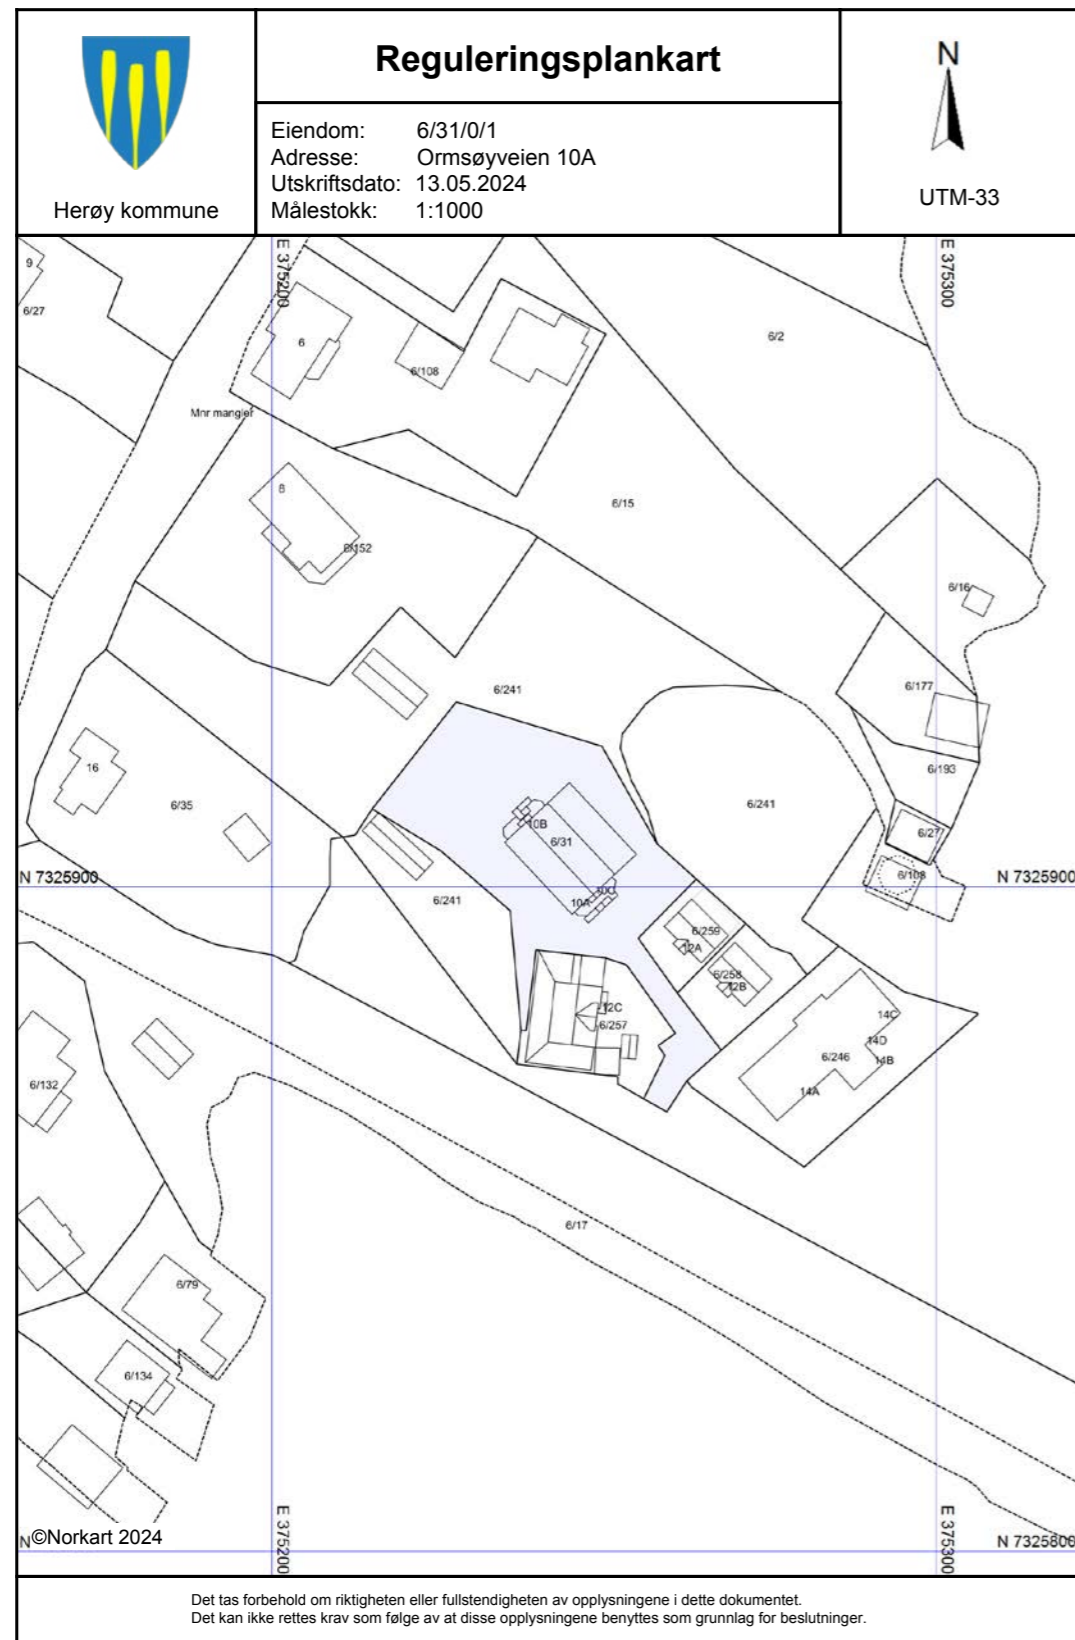 Herøy kommune
Reguleringsplankart
Eiendom: 6/31/0/1
Adresse: Ormsøyveien 10A
Utskriftsdato: 13.05.2024
Målestokk: 1:1000
N
UTM-33
E 375200
E 375300
9
6/27
6
6/108
6/2
Mnr mangler
8
6/152
6/15
6/16
6/241
6/177
16
6/35
6/193
6/241
10B
6/31
6/27
N 7325900
N 7325900
6/108
10C
10A
6/241
6/259
12A
6/258
12B
12C
6/257
14C
14D
6/246
14B
14A
6/132
6/17
6/79
6/134
E 375200
E 375300
N
©Norkart 2024
N 7325800
Det tas forbehold om riktigheten eller fullstendigheten av opplysningene i dette dokumentet.
Det kan ikke rettes krav som følge av at disse opplysningene benyttes som grunnlag for beslutninger.